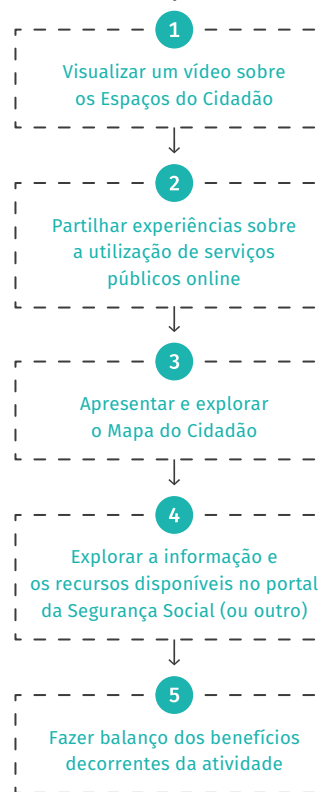 1
Visualizar um vídeo sobre
os Espaços do Cidadão
2
Partilhar experiências sobre
a utilização de serviços
públicos online
3
Apresentar e explorar
o Mapa do Cidadão
4
Explorar a informação e
os recursos disponíveis no portal
da Segurança Social (ou outro)
5
Fazer balanço dos benefícios
decorrentes da atividade